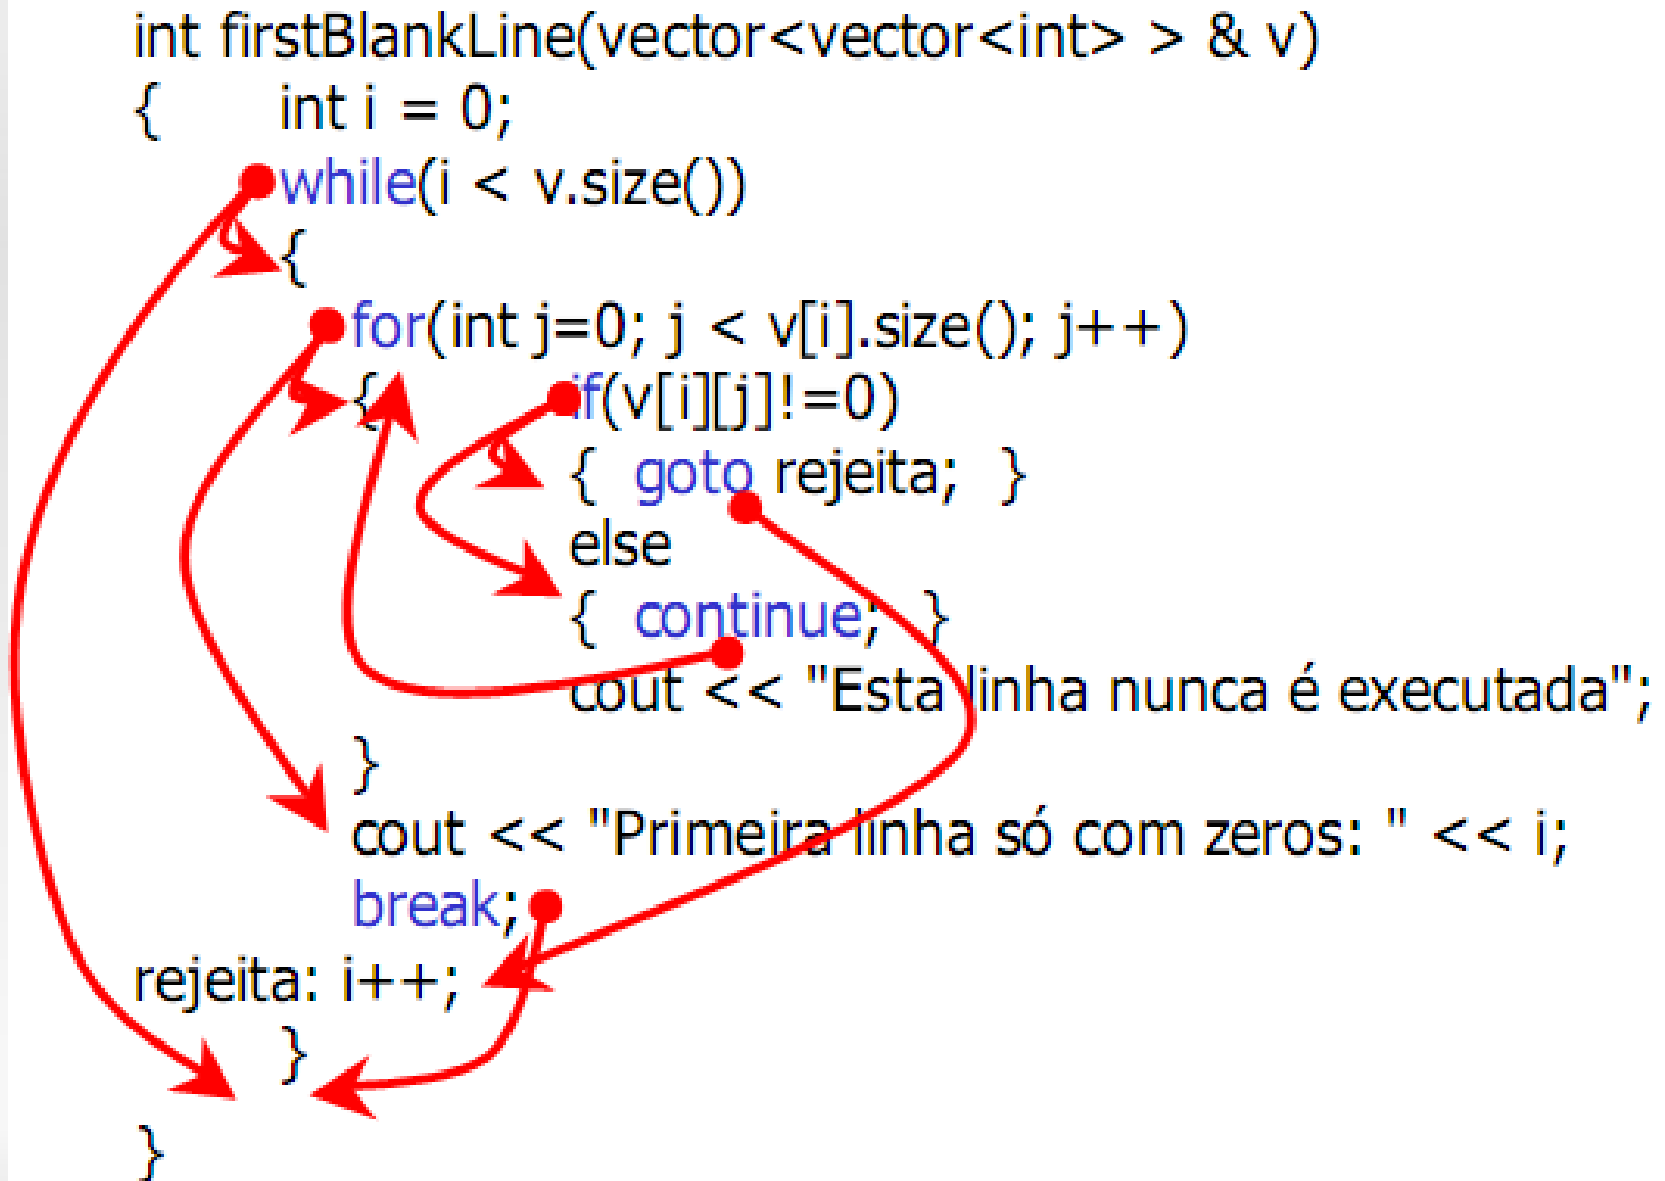 int firstBlankLine(vector<vector<int> > & v)
{ int i = 0;
while(i < v.size())
{
for(int j=0; j < v[i].size(); j++)
{ if(v[i][j]!=0)
{ goto rejeita; }
else
{ continue; }
cout << "Esta linha nunca é executada";
}
cout << "Primeira linha só com zeros: " << i;
break;
rejeita: i++;
}
}